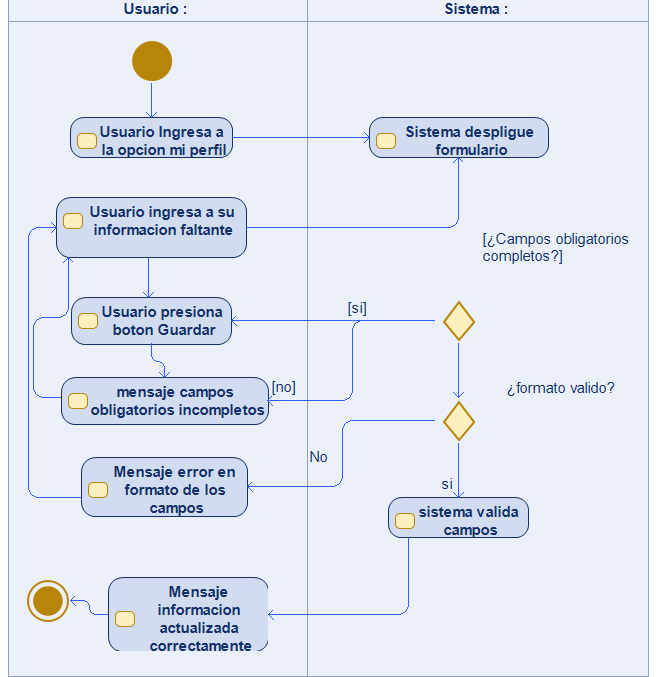 Usuario :
Sistema :
Usuario Ingresa a
la opcion mi perfil
Sistema despligue
formulario
Usuario ingresa a su
informacion faltante
[¿Campos obligatorios
completos?]
Usuario presiona
boton Guardar
[si]
mensaje campos
obligatorios incompletos
[no]
¿formato valido?
Mensaje error en
formato de los
campos
No
si
sistema valida
campos
Mensaje
informacion
actualizada
correctamente